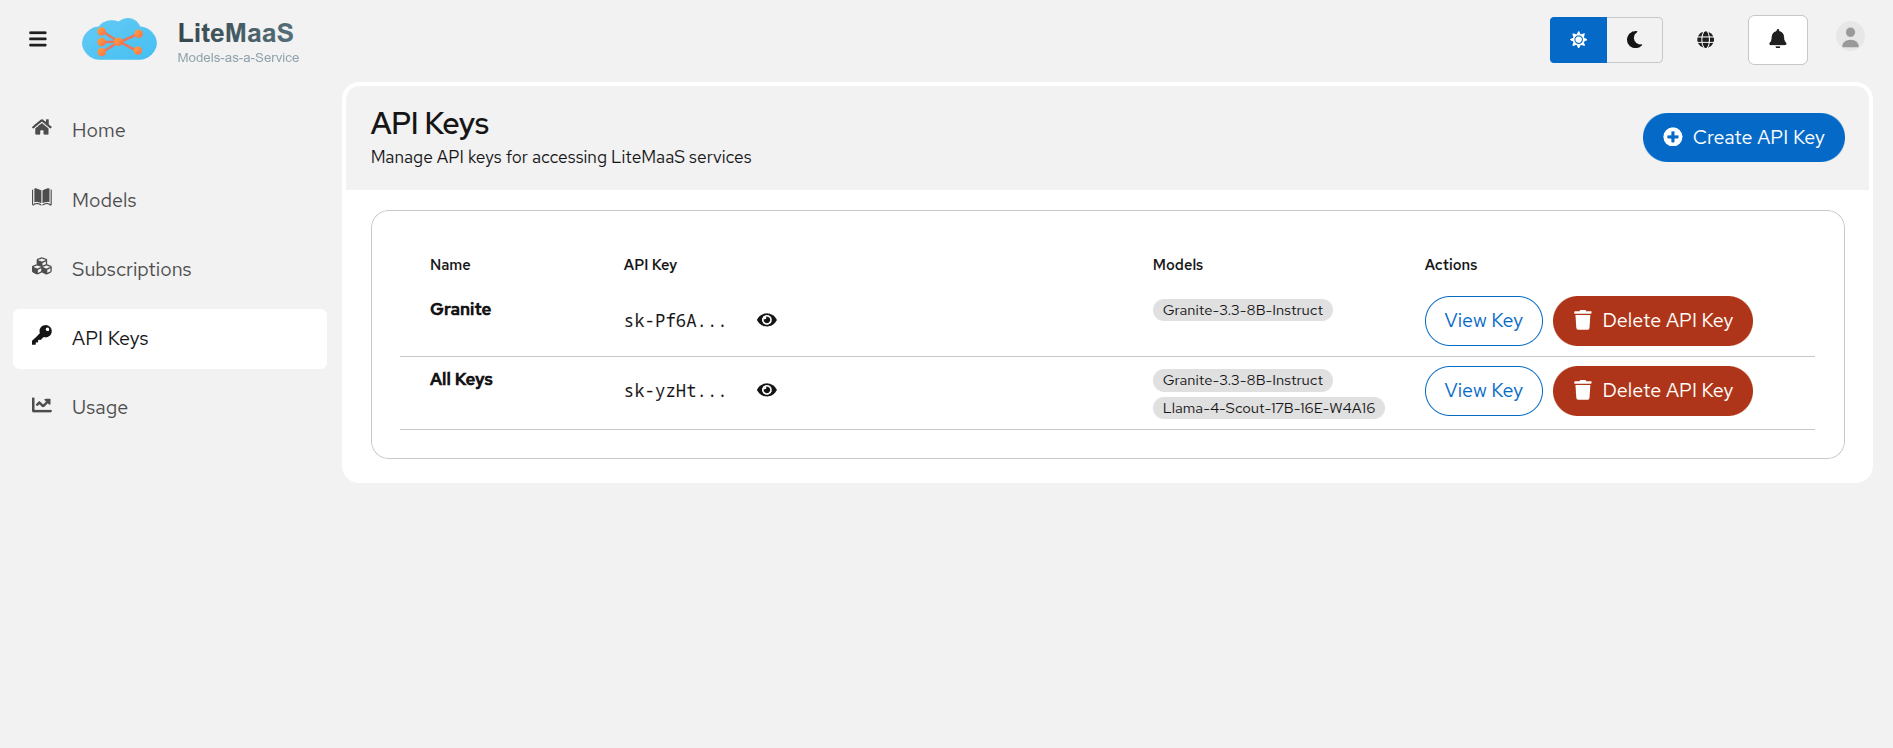 LiteMaaS
Models-as-a-Service
Home
Models
Subscriptions
API Keys
Usage
API Keys
Manage API keys for accessing LiteMaaS services
Create API Key
Name API Key Models Actions
Granite sk-Pf6A... Granite-3.3-8B-Instruct View Key Delete API Key
All Keys sk-yzHt... Granite-3.3-8B-Instruct View Key Delete API Key
Llama-4-Scout-17B-16E-W4A16